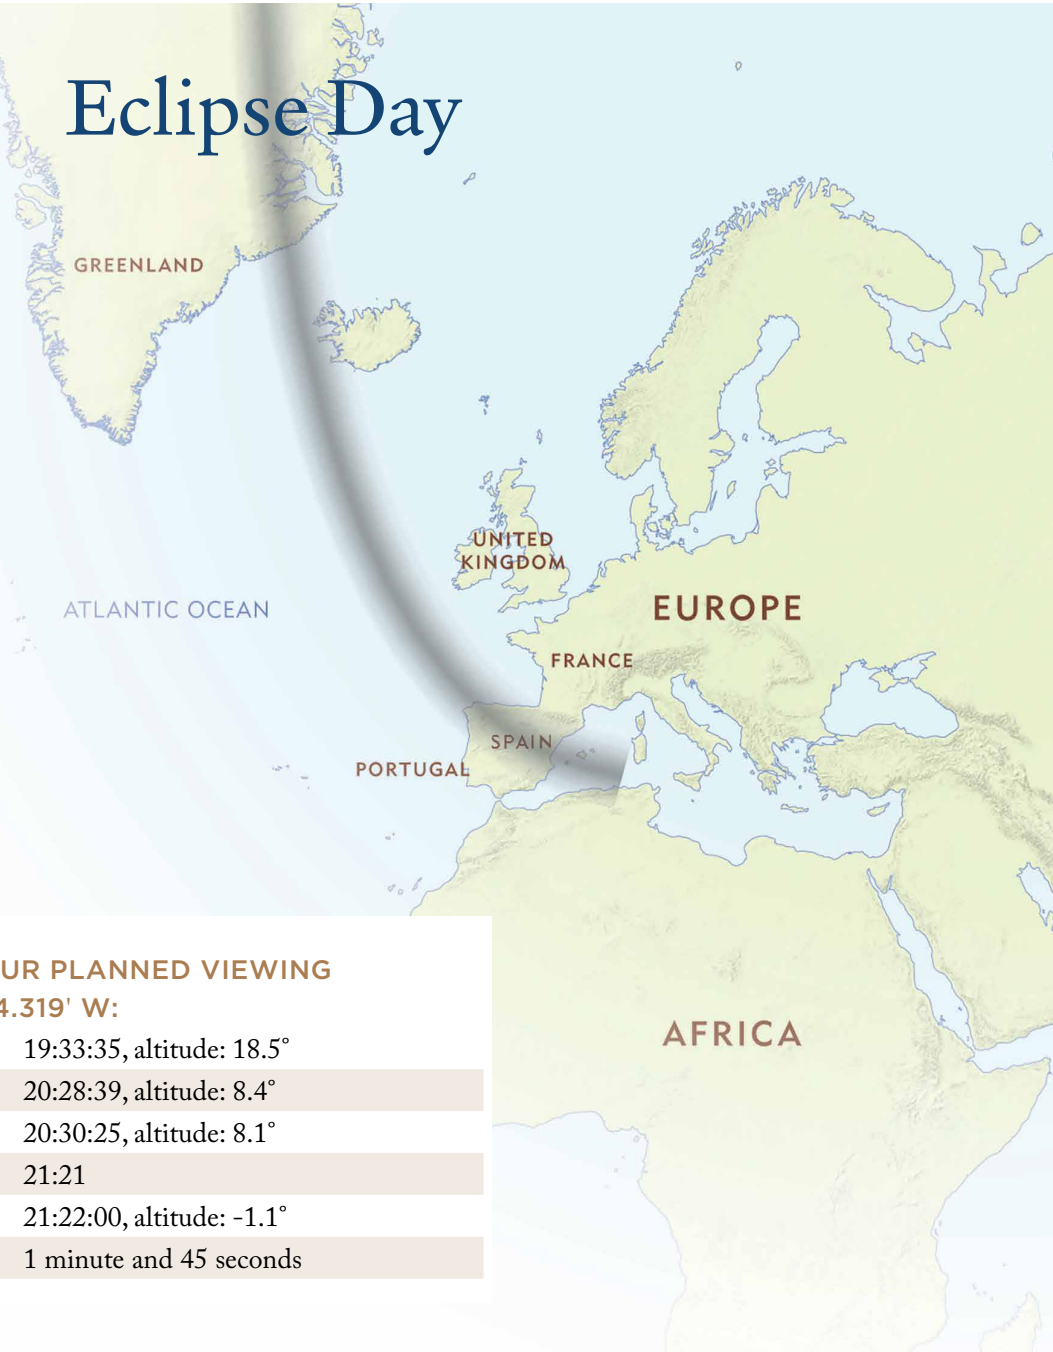 Eclipse Day
GREENLAND
UNITED
KINGDOM
ATLANTIC OCEAN
EUROPE
FRANCE
SPAIN
PORTUGAL
UR PLANNED VIEWING
4.319' W:
19:33:35, altitude: 18.5°
20:28:39, altitude: 8.4°
20:30:25, altitude: 8.1°
21:21
21:22:00, altitude: -1.1°
1 minute and 45 seconds
AFRICA